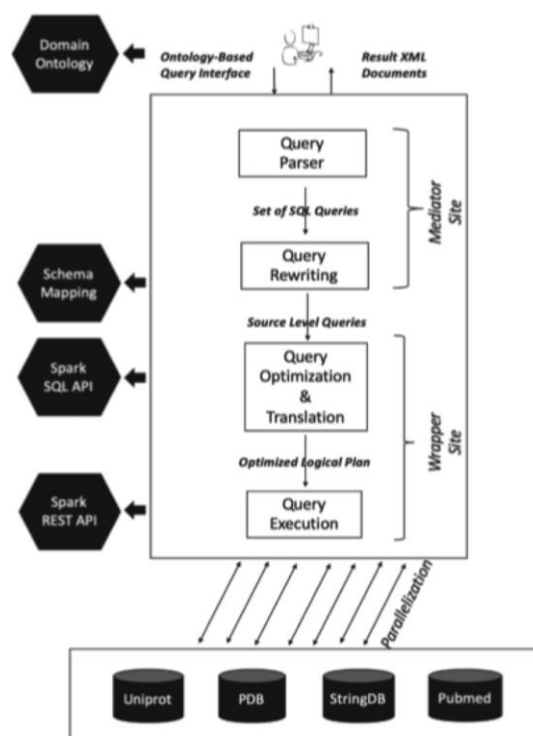 Domain
Ontology
Ontology-Based
Query Interface
Result XML
Documents
Query
Parser
Set of SQL Queries
Mediator
Site
Schema
Mapping
Query
Rewriting
Source Level Queries
Spark
SQL API
Query
Optimization
&
Translation
Wrapper
Site
Optimized Logical Plan
Spark
REST API
Query
Execution
Parallelization
Uniprot
PDB
StringDB
Pubmed